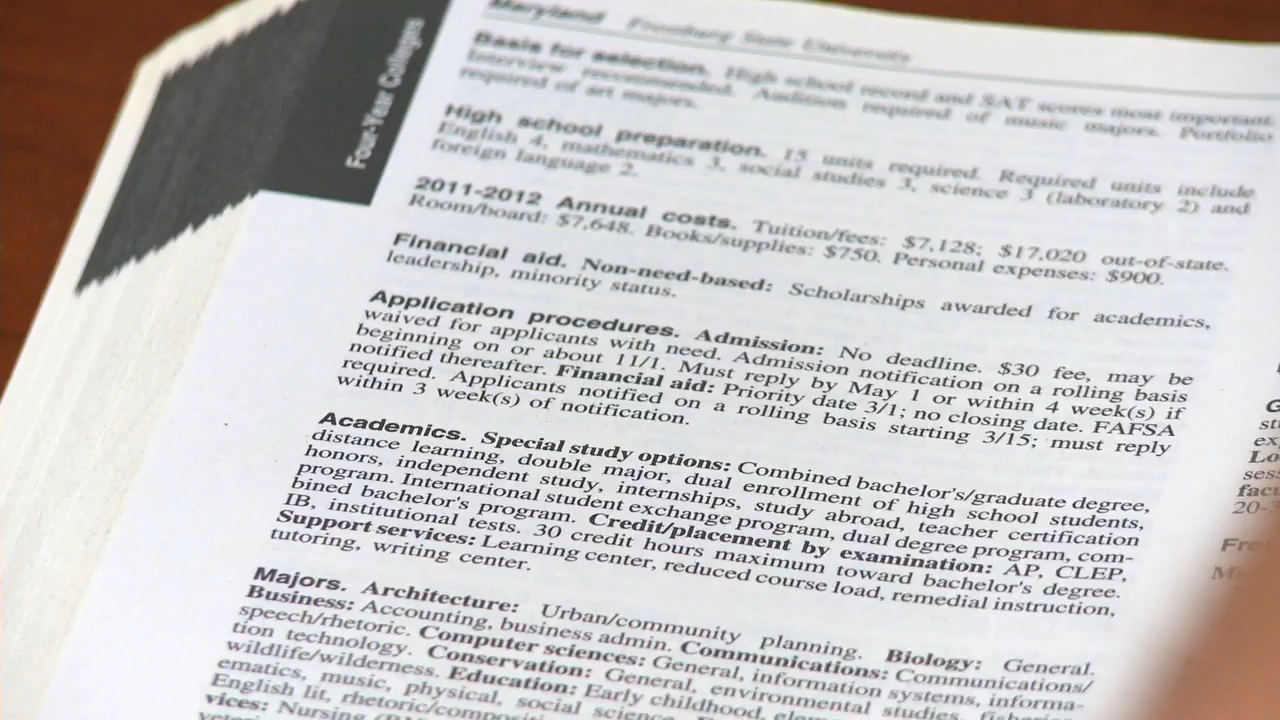 Four-Year Colleges
Maryland Frostburg State University
Basis for selection. High school record and SAT scores most important.
Interview recommended. Audition required of music majors. Portfolio
required of art majors.
High school preparation. 15 units required. Required units include
English 4, mathematics 3, social studies 3, science 3 (laboratory 2) and
foreign language 2.
2011-2012 Annual costs. Tuition/fees: $7,128; $17,020 out-of-state.
Room/board: $7,648. Books/supplies: $750. Personal expenses: $900.
Financial aid. Non-need-based: Scholarships awarded for academics,
leadership, minority status.
Application procedures. Admission: No deadline. $30 fee, may be
waived for applicants with need. Admission notification on a rolling basis
beginning on or about 11/1. Must reply by May 1 or within 4 week(s) if
notified thereafter. Financial aid: Priority date 3/1; no closing date. FAFSA
required. Applicants notified on a rolling basis starting 3/15; must reply
within 3 week(s) of notification.
Academics. Special study options: Combined bachelor's/graduate degree,
distance learning, double major, dual enrollment of high school students,
honors, independent study, internships, study abroad, teacher certification
program. International student exchange program, dual degree program, com-
bined bachelor's program. Credit/placement by examination: AP, CLEP,
IB, institutional tests. 30 credit hours maximum toward bachelor's degree.
Support services: Learning center, reduced course load, remedial instruction,
tutoring, writing center.
Majors. Architecture: Urban/community planning. Biology: General.
Business: Accounting, business admin. Communications: Communications/
speech/rhetoric. Computer sciences: General, information systems, informa-
tion technology. Conservation: General, environmental studies,
wildlife/wilderness. Education: Early childhood,
ematics, music, physical, social science.
English lit,
vices: Nursing